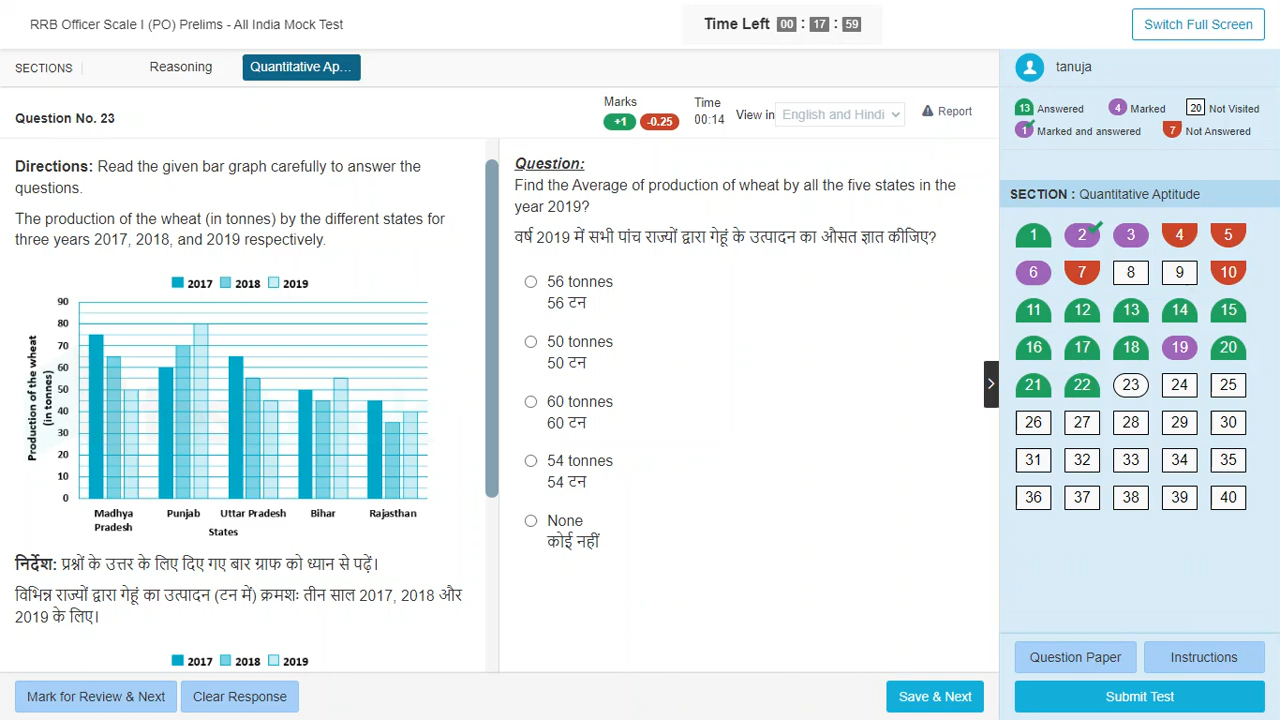 RRB Officer Scale I (PO) Prelims - All India Mock Test
Time Left 00 : 17 : 59
Switch Full Screen
SECTIONS
Reasoning
Quantitative Ap...
tanuja
Question No. 23
Marks
+1 -0.25
Time
00:14
View in English and Hindi
Report
13 Answered
4 Marked
20 Not Visited
1 Marked and answered
7 Not Answered
Directions: Read the given bar graph carefully to answer the
questions.
The production of the wheat (in tonnes) by the different states for
three years 2017, 2018, and 2019 respectively.
2017 2018 2019
Production of the wheat
(in tonnes)
90
80
70
60
50
40
30
20
10
0
Madhya
Pradesh
Punjab
Uttar Pradesh
Bihar
Rajasthan
States
निर्देश: प्रश्नों के उत्तर के लिए दिए गए बार ग्राफ को ध्यान से पढ़ें।
विभिन्न राज्यों द्वारा गेहूं का उत्पादन (टन में) क्रमशः तीन साल 2017, 2018 और
2019 के लिए।
2017 2018 2019
Question:
Find the Average of production of wheat by all the five states in the
year 2019?
वर्ष 2019 में सभी पांच राज्यों द्वारा गेहूं के उत्पादन का औसत ज्ञात कीजिए?
56 tonnes
56 टन
50 tonnes
50 टन
60 tonnes
60 टन
54 tonnes
54 टन
None
कोई नहीं
SECTION : Quantitative Aptitude
1 2 3 4 5
6 7 8 9 10
11 12 13 14 15
16 17 18 19 20
21 22 23 24 25
26 27 28 29 30
31 32 33 34 35
36 37 38 39 40
Question Paper
Instructions
Mark for Review & Next
Clear Response
Save & Next
Submit Test